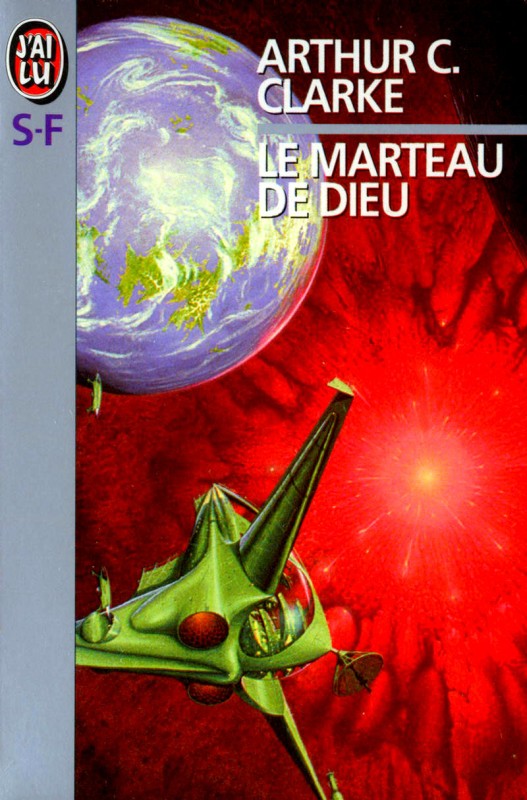 J'AI
LU
S-F
ARTHUR C.
CLARKE
LE MARTEAU
DE DIEU